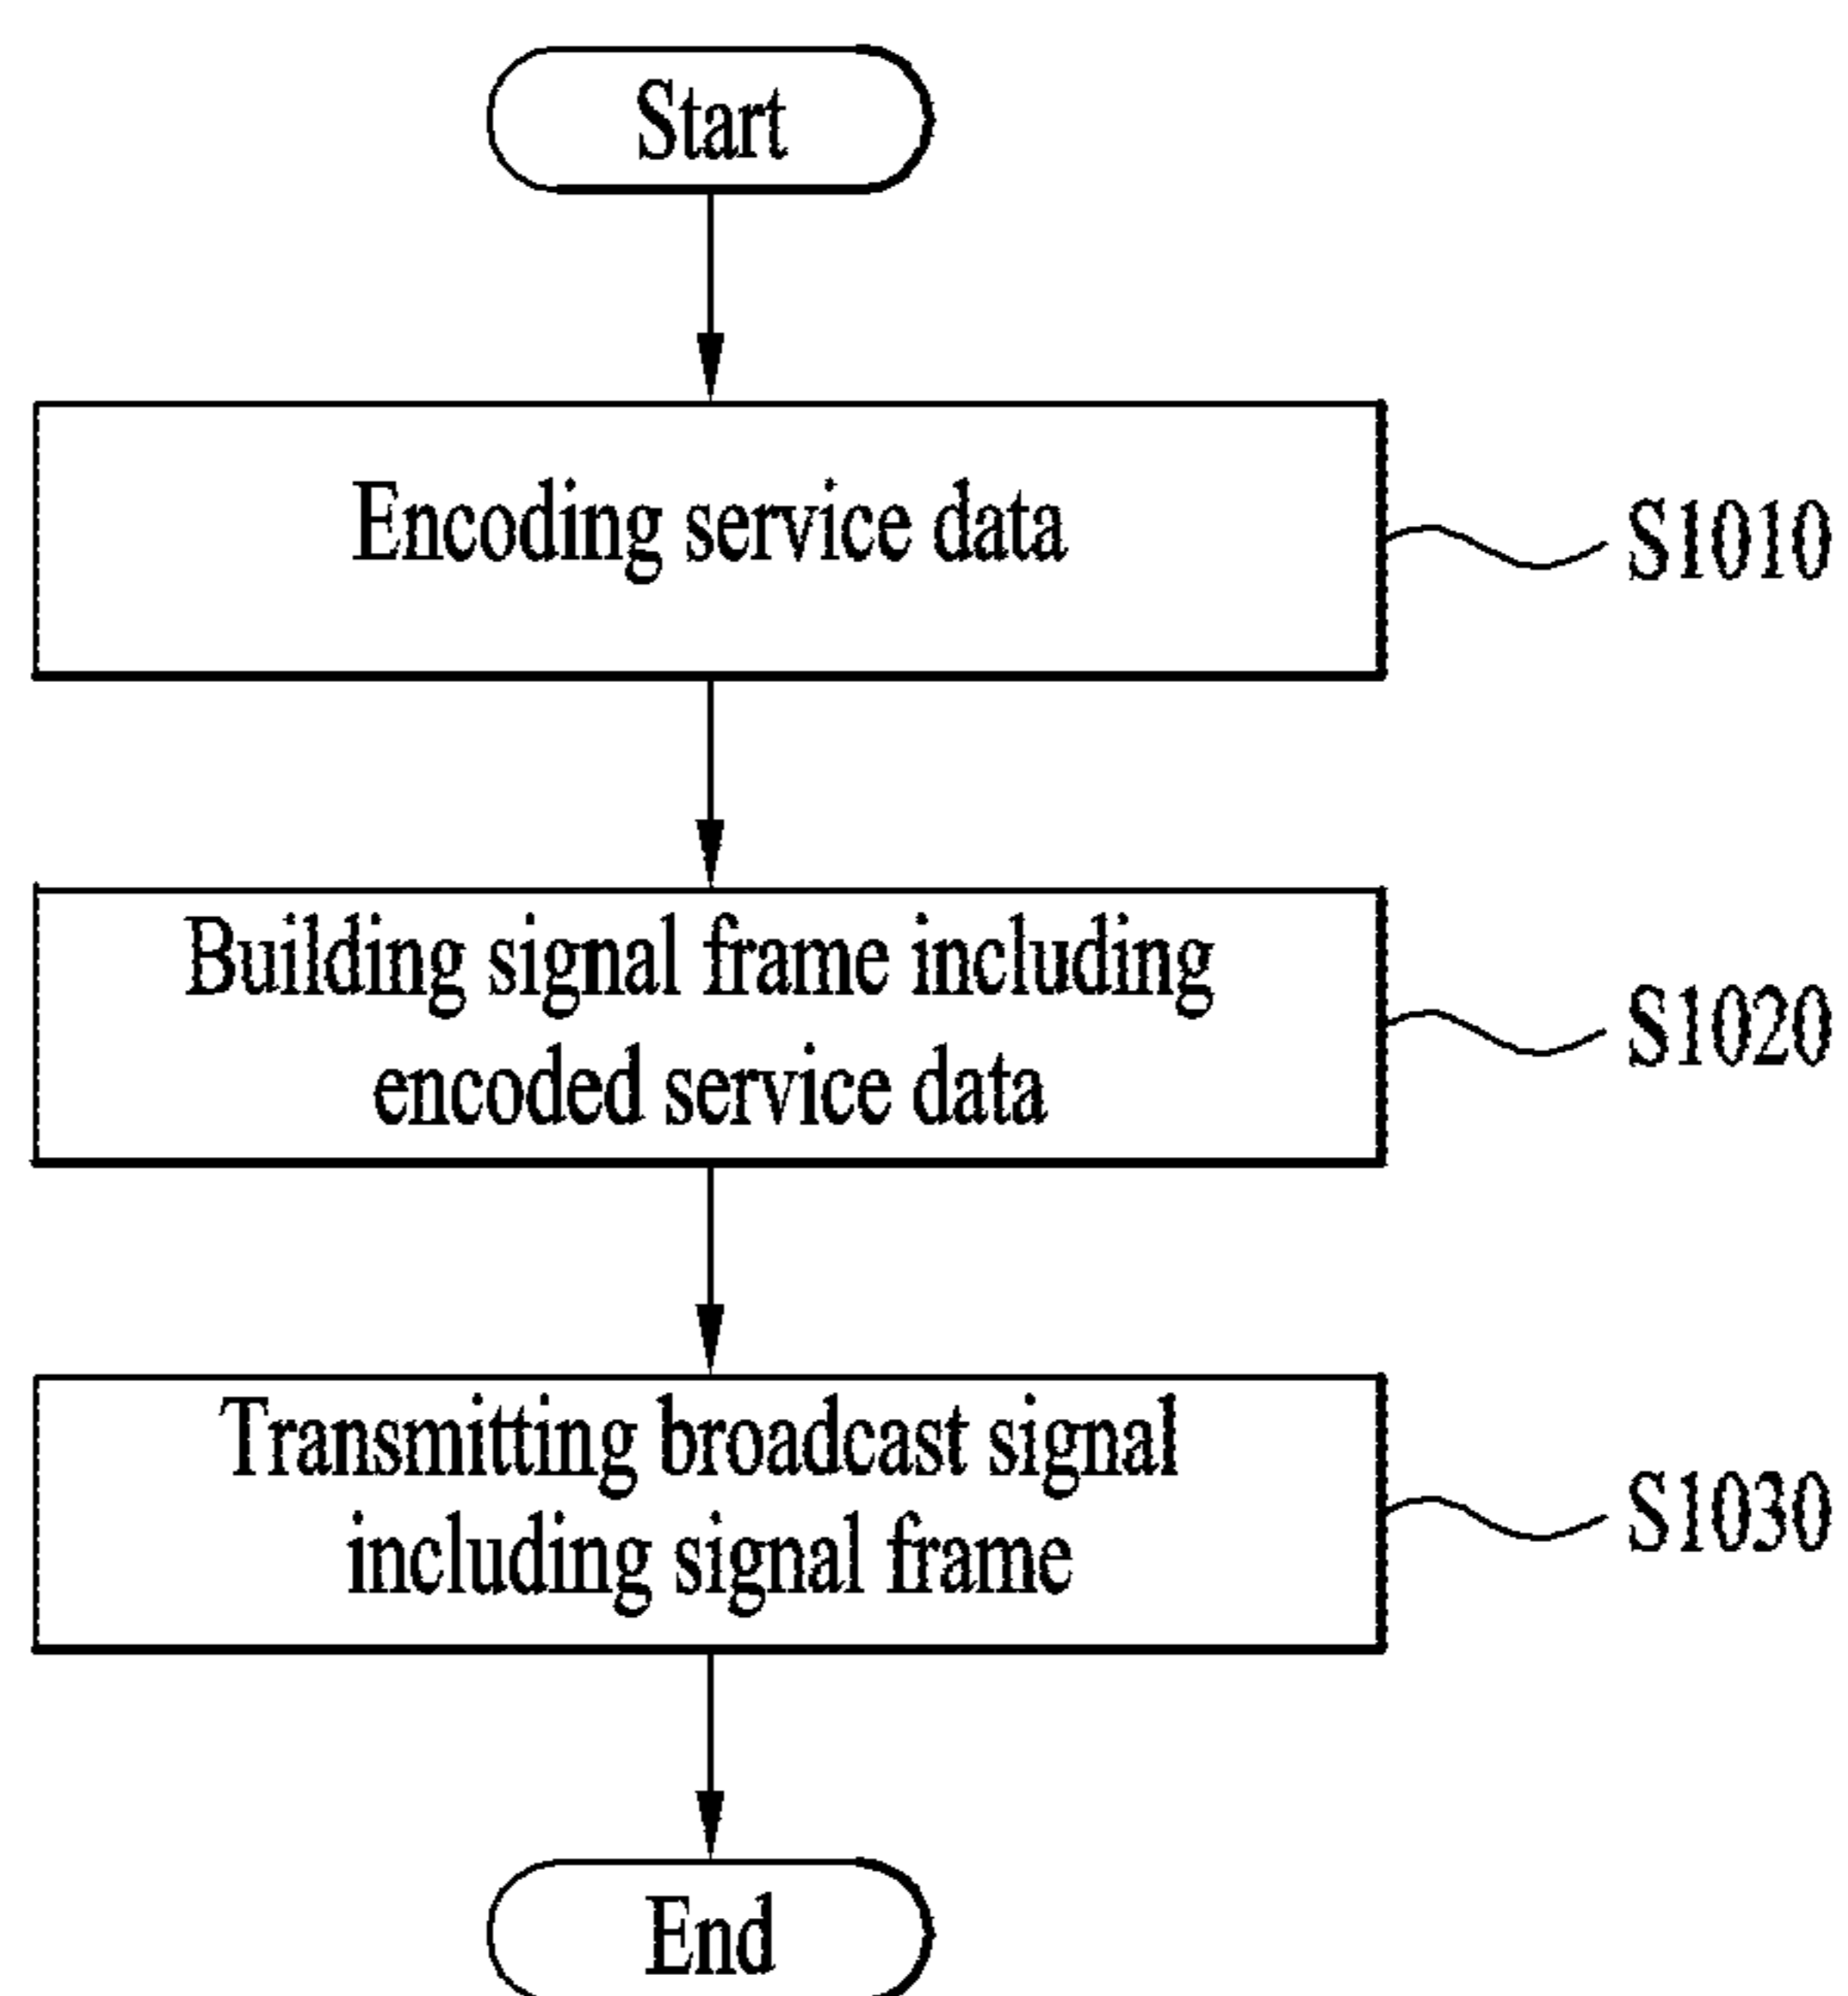 Start
Encoding service data
S1010
Building signal frame including
encoded service data
S1020
Transmitting broadcast signal
including signal frame
S1030
End